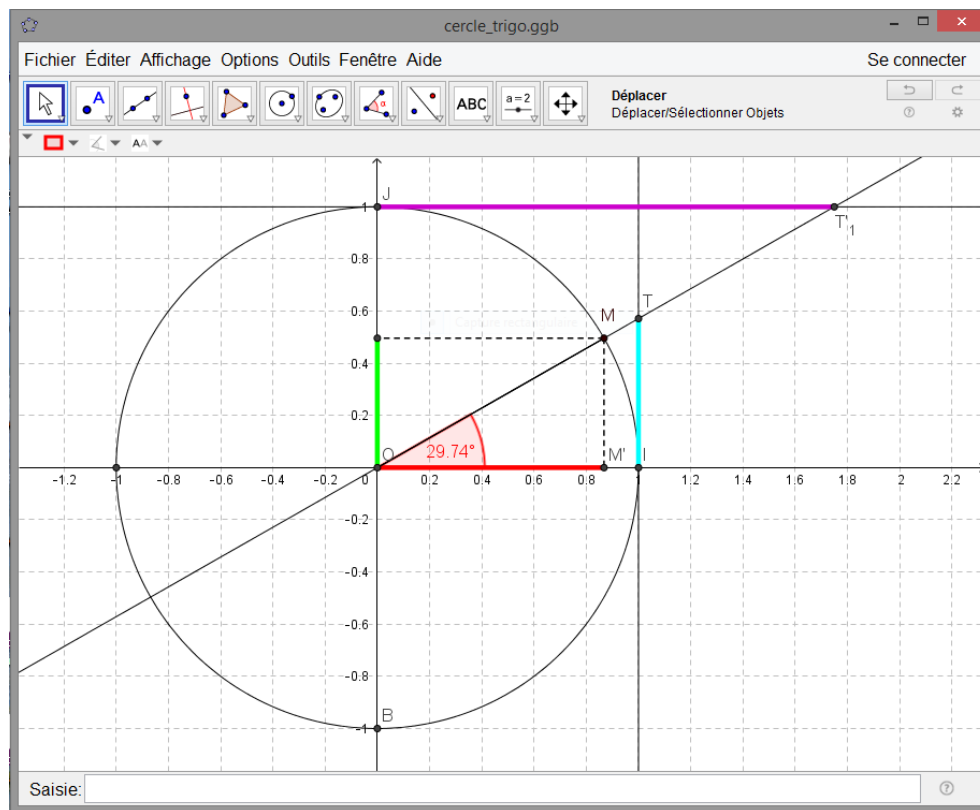 cercle_trigo.ggb
Fichier Éditer Affichage Options Outils Fenêtre Aide
Se connecter
A
α
ABC
a=2
Déplacer
Déplacer/Sélectionner Objets
AA
J
1
T'1
0.8
0.6
T
M
Capture rectangulaire
0.4
0.2
29.74°
O
M'
I
-1.2
-1
-0.8
-0.6
-0.4
-0.2
0
0.2
0.4
0.6
0.8
1
1.2
1.4
1.6
1.8
2
2.2
-0.2
-0.4
-0.6
-0.8
B
-1
Saisie: